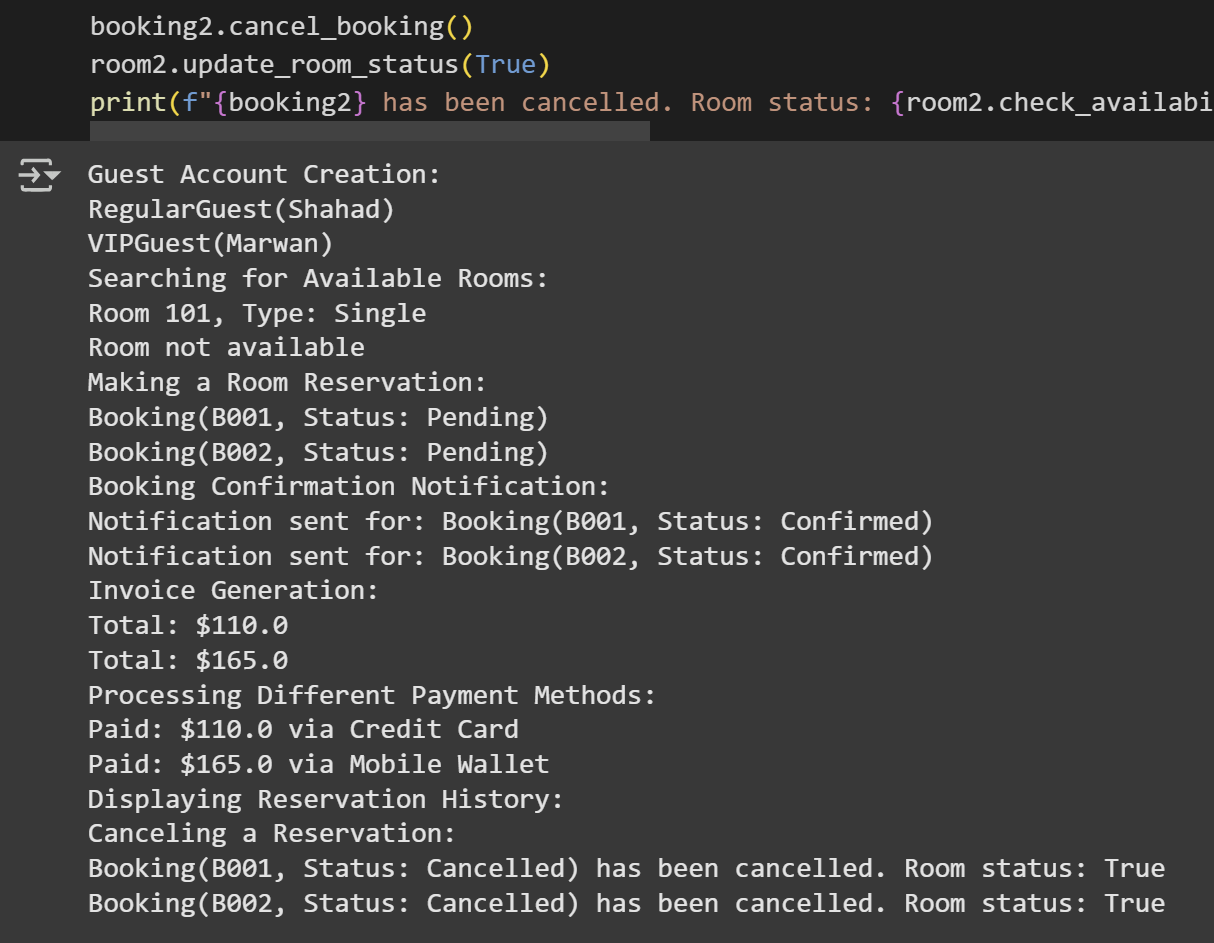 booking2.cancel_booking()
room2.update_room_status(True)
print(f"{booking2} has been cancelled. Room status: {room2.check_availabi
Guest Account Creation:
RegularGuest(Shahad)
VIPGuest(Marwan)
Searching for Available Rooms:
Room 101, Type: Single
Room not available
Making a Room Reservation:
Booking(B001, Status: Pending)
Booking(B002, Status: Pending)
Booking Confirmation Notification:
Notification sent for: Booking(B001, Status: Confirmed)
Notification sent for: Booking(B002, Status: Confirmed)
Invoice Generation:
Total: $110.0
Total: $165.0
Processing Different Payment Methods:
Paid: $110.0 via Credit Card
Paid: $165.0 via Mobile Wallet
Displaying Reservation History:
Canceling a Reservation:
Booking(B001, Status: Cancelled) has been cancelled. Room status: True
Booking(B002, Status: Cancelled) has been cancelled. Room status: True